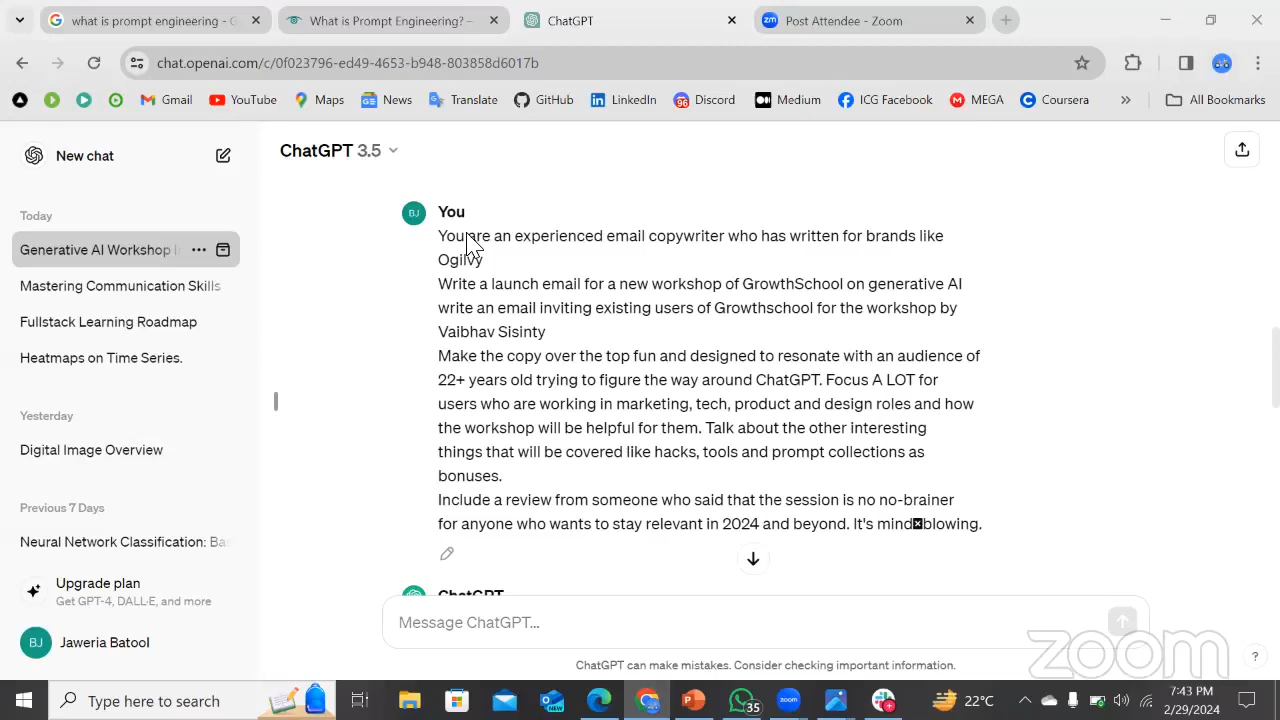 what is prompt engineering - G
What is Prompt Engineering? –
ChatGPT
zm Post Attendee - Zoom
chat.openai.com/c/0f023796-ed49-4653-b948-803858d6017b
Gmail YouTube Maps News Translate GitHub LinkedIn 96 Discord Medium ICG Facebook MEGA Coursera » All Bookmarks
New chat
ChatGPT 3.5
Today
Generative AI Workshop
Mastering Communication Skills
Fullstack Learning Roadmap
Heatmaps on Time Series.
Yesterday
Digital Image Overview
Previous 7 Days
Neural Network Classification: Ba
Upgrade plan
Get GPT-4, DALL·E, and more
BJ Jaweria Batool
BJ You
You are an experienced email copywriter who has written for brands like
Ogilvy
Write a launch email for a new workshop of GrowthSchool on generative AI
write an email inviting existing users of Growthschool for the workshop by
Vaibhav Sisinty
Make the copy over the top fun and designed to resonate with an audience of
22+ years old trying to figure the way around ChatGPT. Focus A LOT for
users who are working in marketing, tech, product and design roles and how
the workshop will be helpful for them. Talk about the other interesting
things that will be covered like hacks, tools and prompt collections as
bonuses.
Include a review from someone who said that the session is no no-brainer
for anyone who wants to stay relevant in 2024 and beyond. It's mind blowing.
ChatGPT
Message ChatGPT...
ChatGPT can make mistakes. Consider checking important information.
?
zoom
Type here to search
NEW
35
zoom
22°C
7:43 PM
2/29/2024